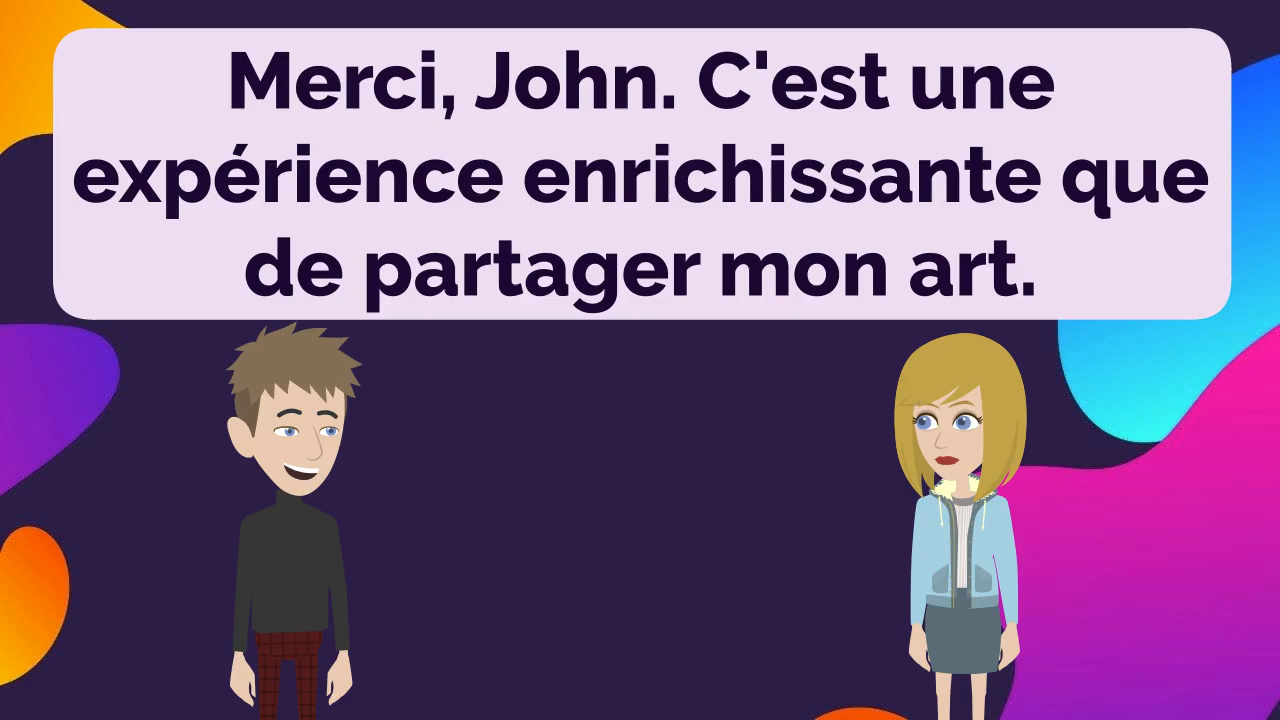 Merci, John. C'est une
expérience enrichissante que
de partager mon art.